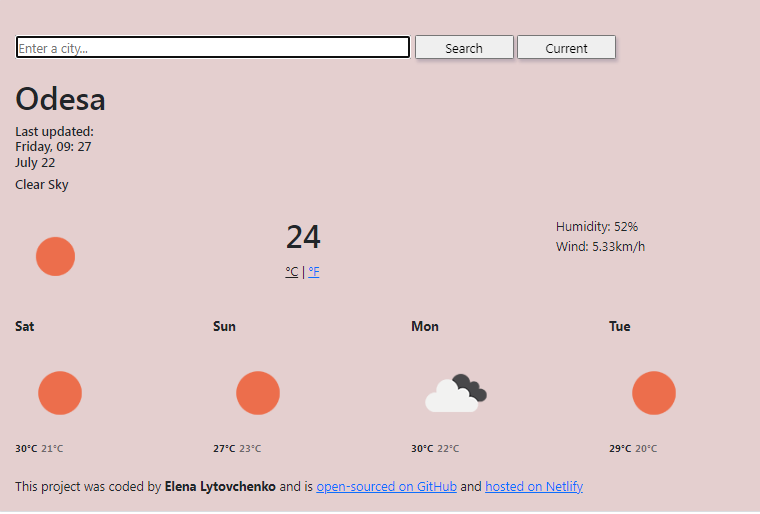 Enter a city...
Search
Current
Odesa
Last updated:
Friday, 09: 27
July 22
Clear Sky
24
°C | °F
Humidity: 52%
Wind: 5.33km/h
Sat
Sun
Mon
Tue
30°C 21°C
27°C 23°C
30°C 22°C
29°C 20°C
This project was coded by Elena Lytovchenko and is open-sourced on GitHub and hosted on Netlify